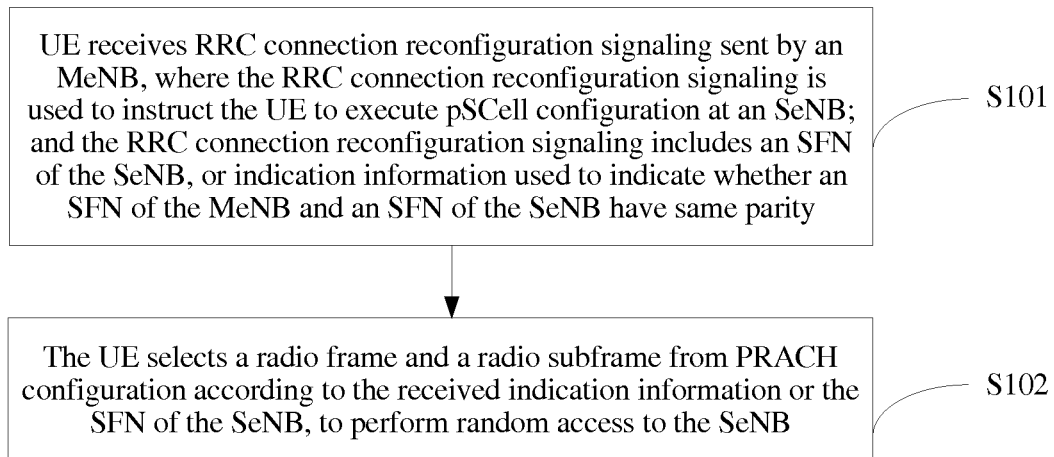 UE receives RRC connection reconfiguration signaling sent by an
MeNB, where the RRC connection reconfiguration signaling is
used to instruct the UE to execute pSCell configuration at an SeNB;
and the RRC connection reconfiguration signaling includes an SFN
of the SeNB, or indication information used to indicate whether an
SFN of the MeNB and an SFN of the SeNB have same parity
S101
The UE selects a radio frame and a radio subframe from PRACH
configuration according to the received indication information or the
SFN of the SeNB, to perform random access to the SeNB
S102